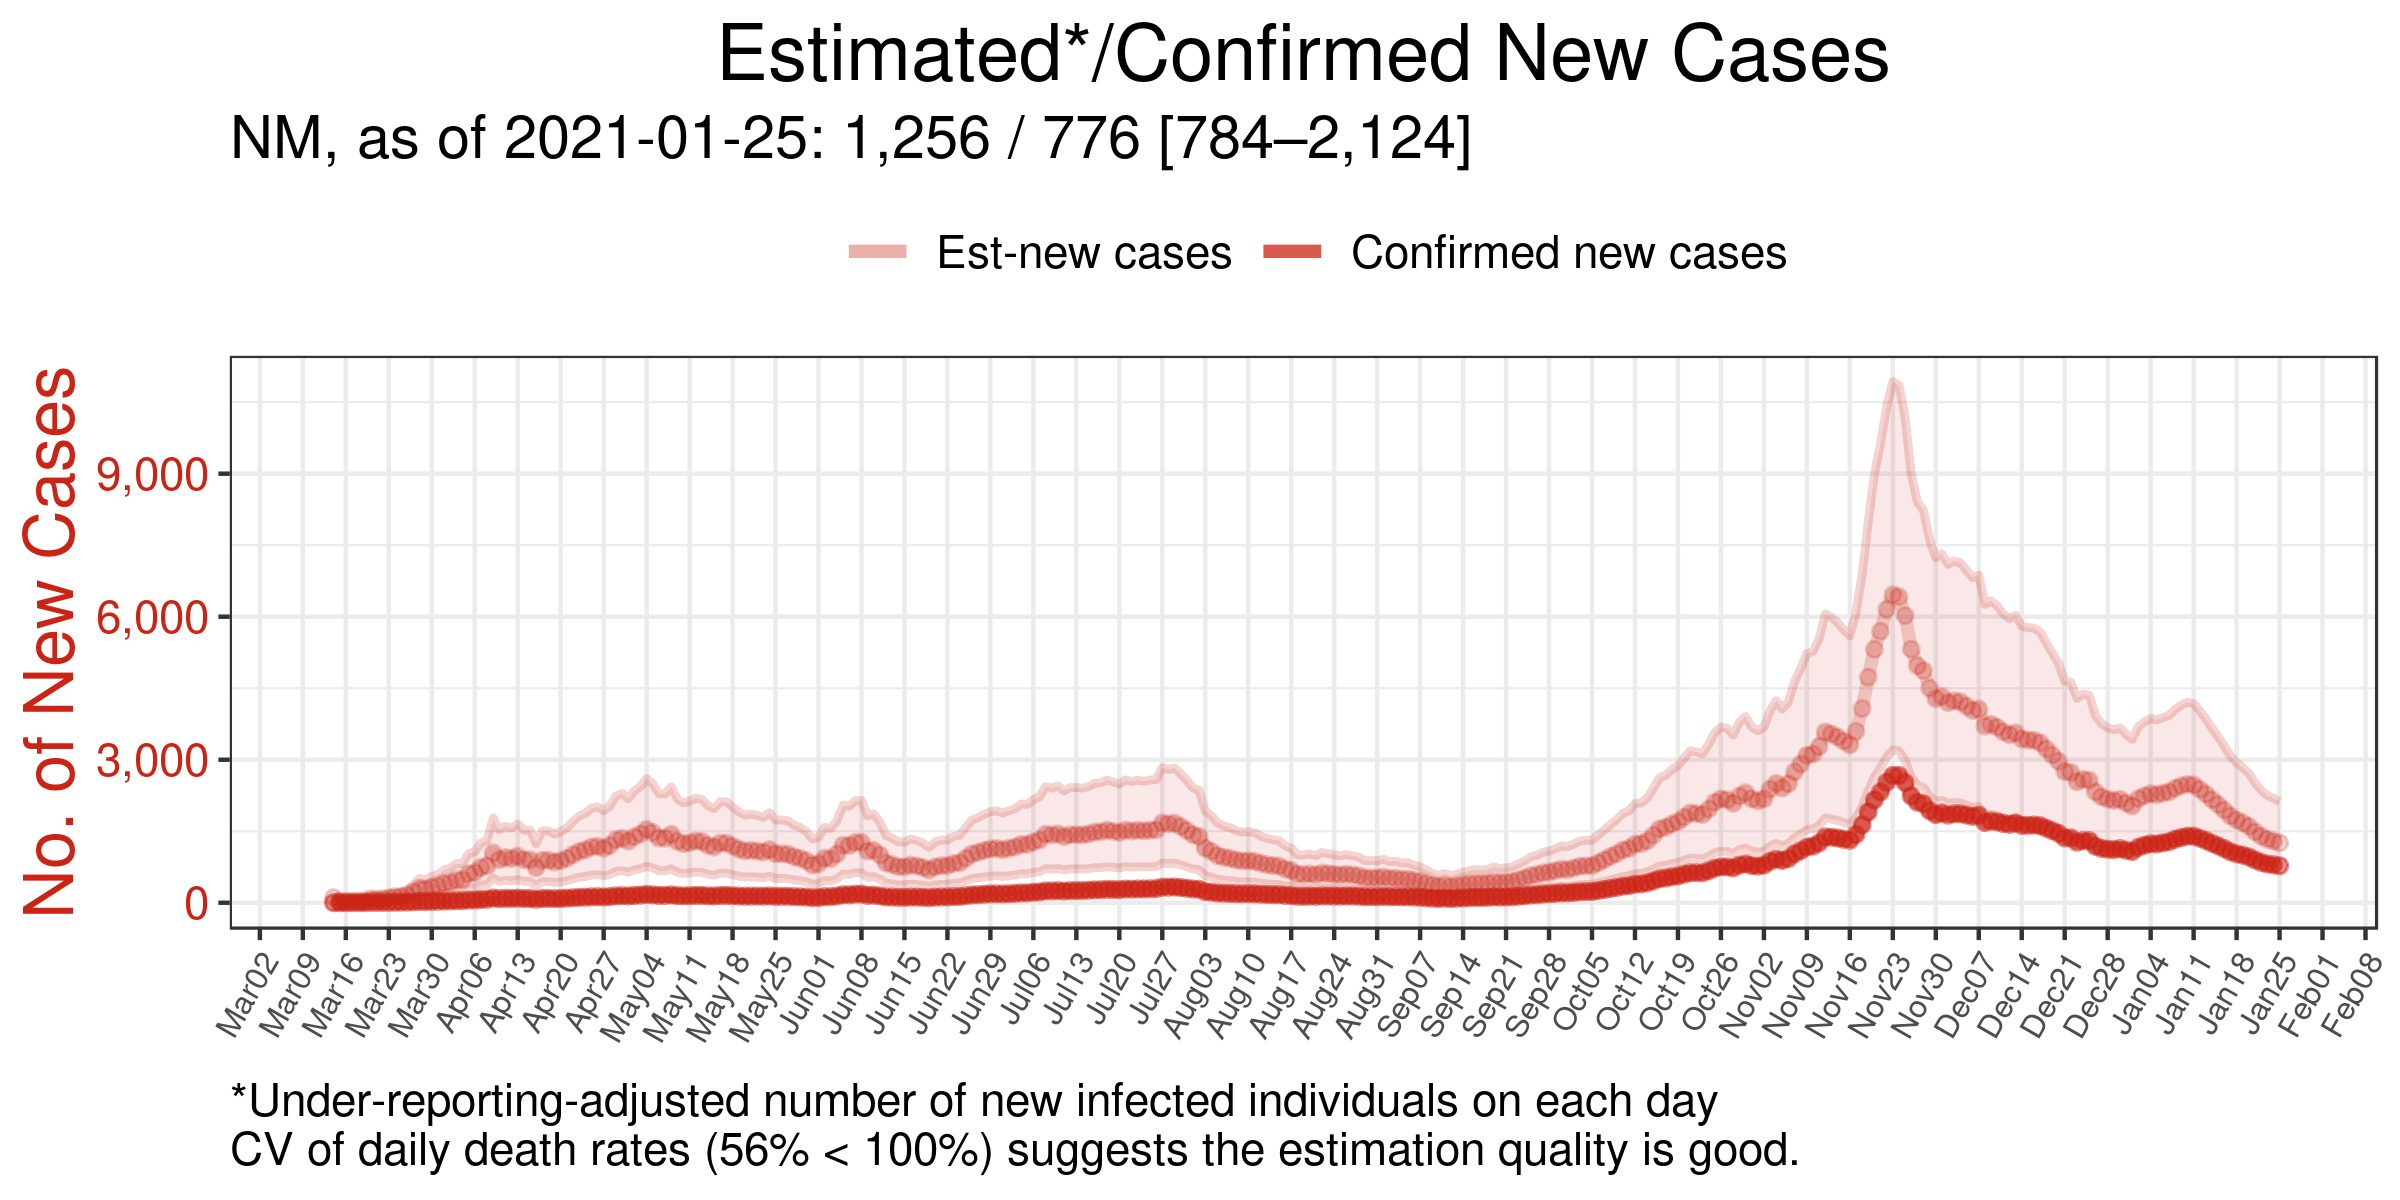 Estimated*/Confirmed New Cases
NM, as of 2021-01-25: 1,256 / 776 [784–2,124]
Est-new cases Confirmed new cases
No. of New Cases
9,000
6,000
3,000
0
Mar02 Mar09 Mar16 Mar23 Mar30 Apr06 Apr13 Apr20 Apr27 May04 May11 May18 May25 Jun01 Jun08 Jun15 Jun22 Jun29 Jul06 Jul13 Jul20 Jul27 Aug03 Aug10 Aug17 Aug24 Aug31 Sep07 Sep14 Sep21 Sep28 Oct05 Oct12 Oct19 Oct26 Nov02 Nov09 Nov16 Nov23 Nov30 Dec07 Dec14 Dec21 Dec28 Jan04 Jan11 Jan18 Jan25 Feb01 Feb08
*Under-reporting-adjusted number of new infected individuals on each day
CV of daily death rates (56% < 100%) suggests the estimation quality is good.